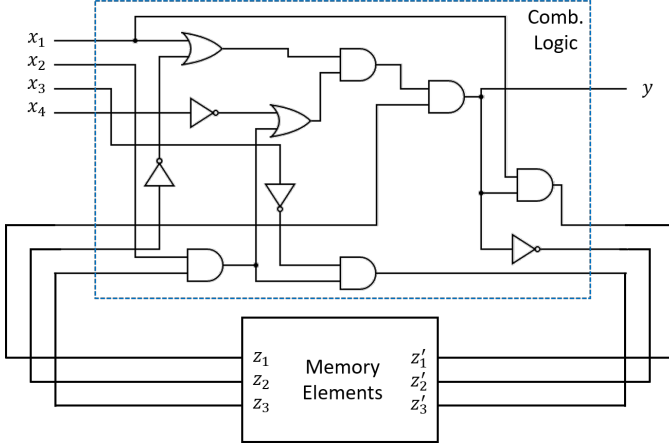 Comb.
Logic
x₁
x₂
x₃
x₄
y
z₁
z₂
z₃
Memory
Elements
z₁′
z₂′
z₃′